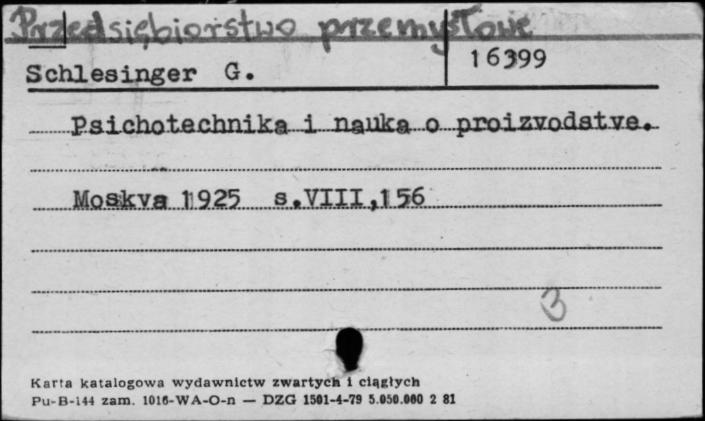 Przedsiębiorstwo przemysłowe
16399
Schlesinger G.
Psichotechnika i nauka o proizvodstve.
Moskva 1925 s.VIII,156
3
Karta katalogowa wydawnictw zwartych i ciągłych
Pu-B-144 zam. 1016-WA-O-n — DZG 1501-4-79 5.050.000 2 81